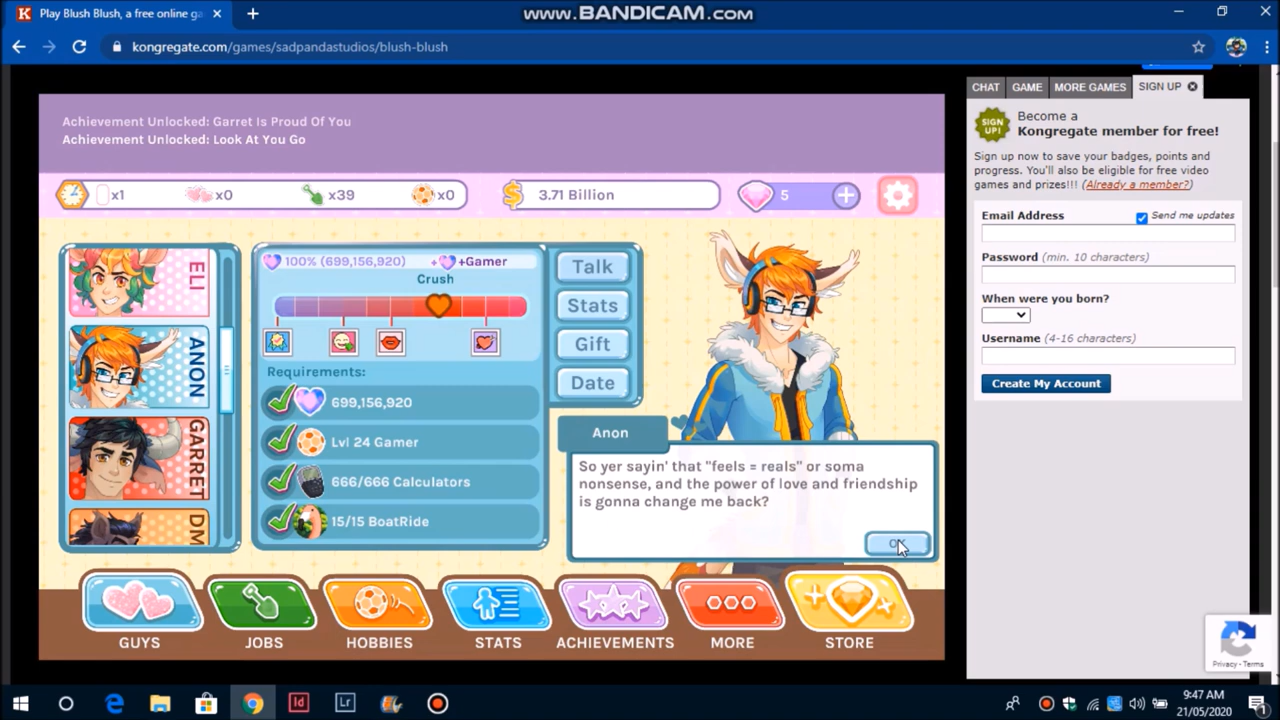 Play Blush Blush, a free online ga
www.BANDICAM.com
kongregate.com/games/sadpandastudios/blush-blush
Achievement Unlocked: Garret Is Proud Of You
Achievement Unlocked: Look At You Go
x1
x0
x39
x0
3.71 Billion
5
ELI
ANON
GARRET
DM
100% (699,156,920)
+Gamer
Crush
Requirements:
699,156,920
Lvl 24 Gamer
666/666 Calculators
15/15 BoatRide
Talk
Stats
Gift
Date
Anon
So yer sayin' that "feels = reals" or soma
nonsense, and the power of love and friendship
is gonna change me back?
GUYS
JOBS
HOBBIES
STATS
ACHIEVEMENTS
MORE
STORE
CHAT
GAME
MORE GAMES
SIGN UP
SIGN UP!
Become a
Kongregate member for free!
Sign up now to save your badges, points and
progress. You'll also be eligible for free video
games and prizes!!! (Already a member?)
Email Address
Send me updates
Password (min. 10 characters)
When were you born?
Username (4-16 characters)
Create My Account
Privacy - Terms
9:47 AM
21/05/2020